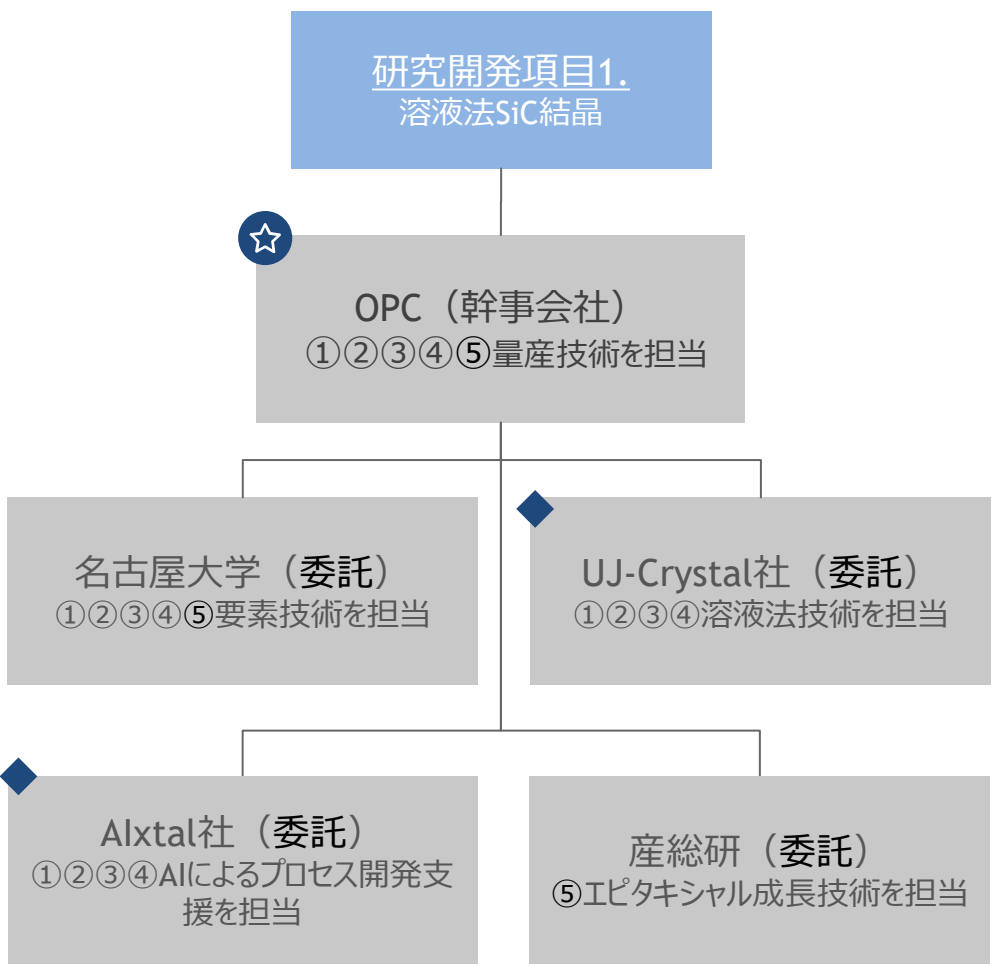 研究開発項目1.
溶液法SiC結晶
OPC（幹事会社）
①②③④⑤量産技術を担当
名古屋大学（委託）
①②③④⑤要素技術を担当
UJ-Crystal社（委託）
①②③④溶液法技術を担当
AIxtal社（委託）
①②③④AIによるプロセス開発支
援を担当
産総研（委託）
⑤エピタキシャル成長技術を担当